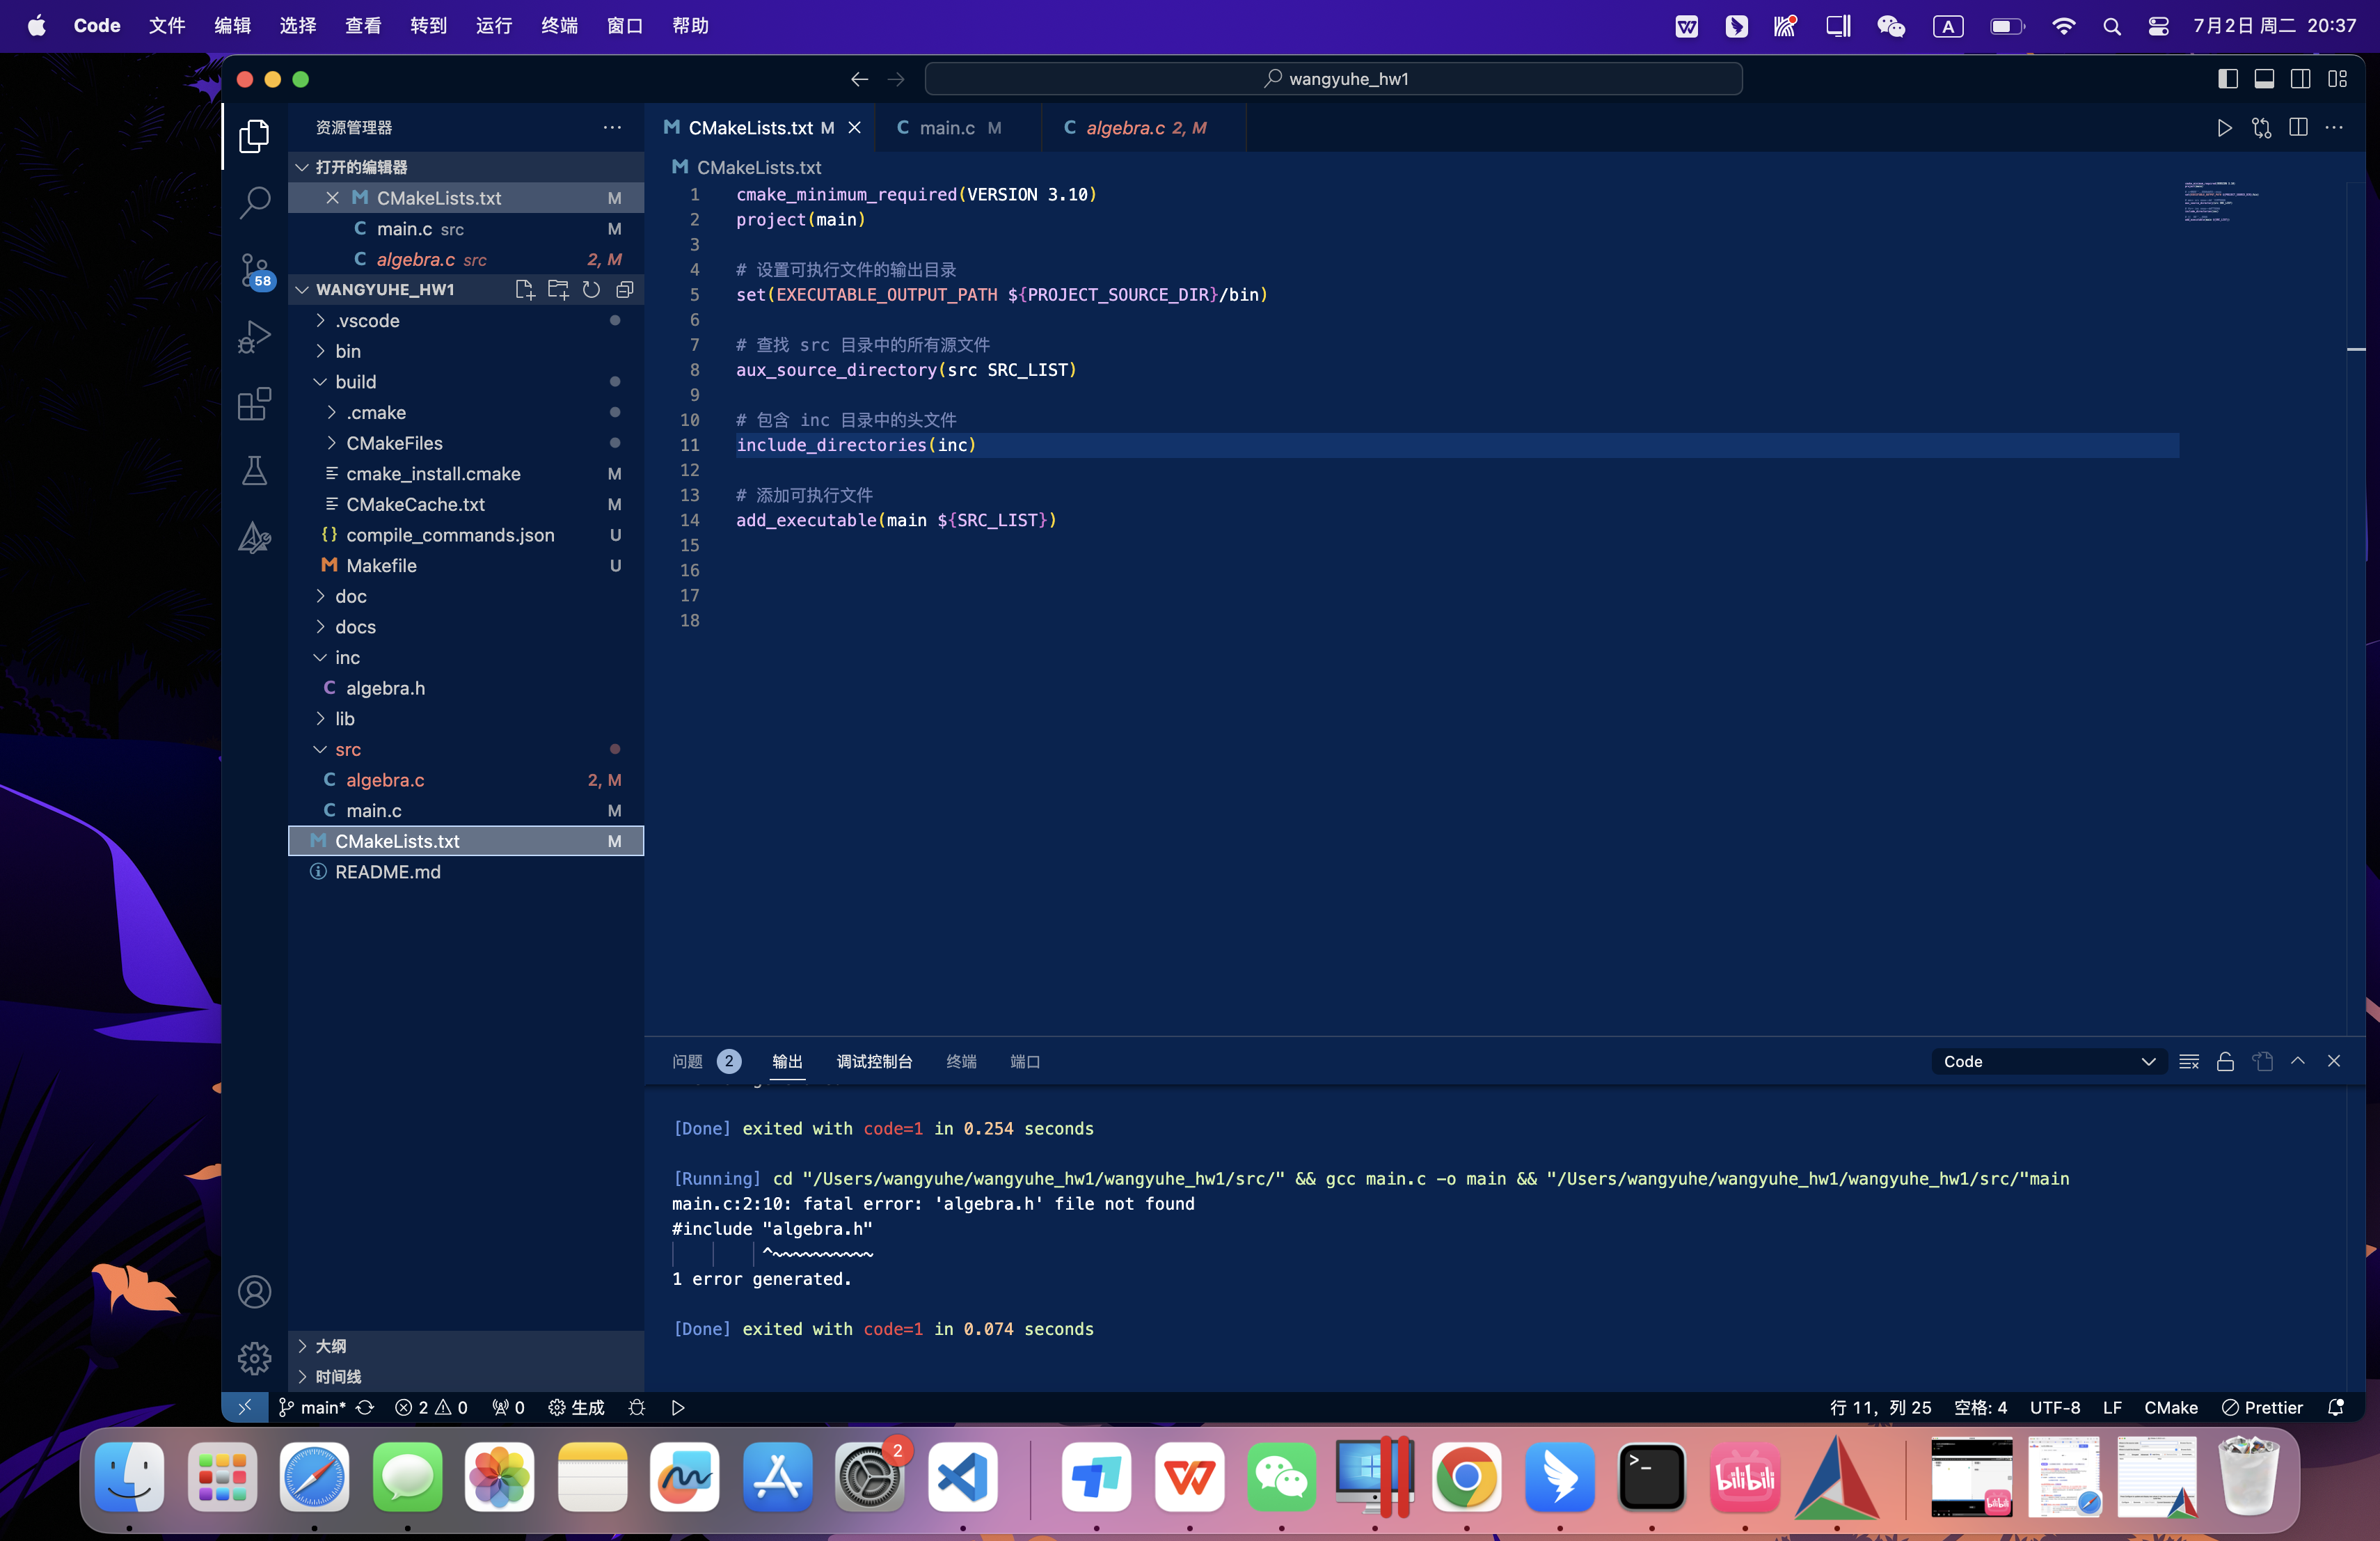 Code 文件 编辑 选择 查看 转到 运行 终端 窗口 帮助
A
7月2日 周二 20:37
wangyuhe_hw1
资源管理器
打开的编辑器
CMakeLists.txt M
main.c src M
algebra.c src 2, M
WANGYUHE_HW1
.vscode
bin
build
.cmake
CMakeFiles
cmake_install.cmake M
CMakeCache.txt M
{} compile_commands.json U
Makefile U
doc
docs
inc
algebra.h
lib
src
algebra.c 2, M
main.c M
CMakeLists.txt M
README.md
大纲
时间线
58
CMakeLists.txt M
main.c M
algebra.c 2, M
CMakeLists.txt
1 cmake_minimum_required(VERSION 3.10)
2 project(main)
3
4 # 设置可执行文件的输出目录
5 set(EXECUTABLE_OUTPUT_PATH ${PROJECT_SOURCE_DIR}/bin)
6
7 # 查找 src 目录中的所有源文件
8 aux_source_directory(src SRC_LIST)
9
10 # 包含 inc 目录中的头文件
11 include_directories(inc)
12
13 # 添加可执行文件
14 add_executable(main ${SRC_LIST})
15
16
17
18
问题 2 输出 调试控制台 终端 端口
Code
[Done] exited with code=1 in 0.254 seconds
[Running] cd "/Users/wangyuhe/wangyuhe_hw1/wangyuhe_hw1/src/" && gcc main.c -o main && "/Users/wangyuhe/wangyuhe_hw1/wangyuhe_hw1/src/"main
main.c:2:10: fatal error: 'algebra.h' file not found
#include "algebra.h"
^~~~~~~~~~~
1 error generated.
[Done] exited with code=1 in 0.074 seconds
main* 2 0 0 生成
行 11，列 25 空格: 4 UTF-8 LF CMake Prettier
2
bilibili